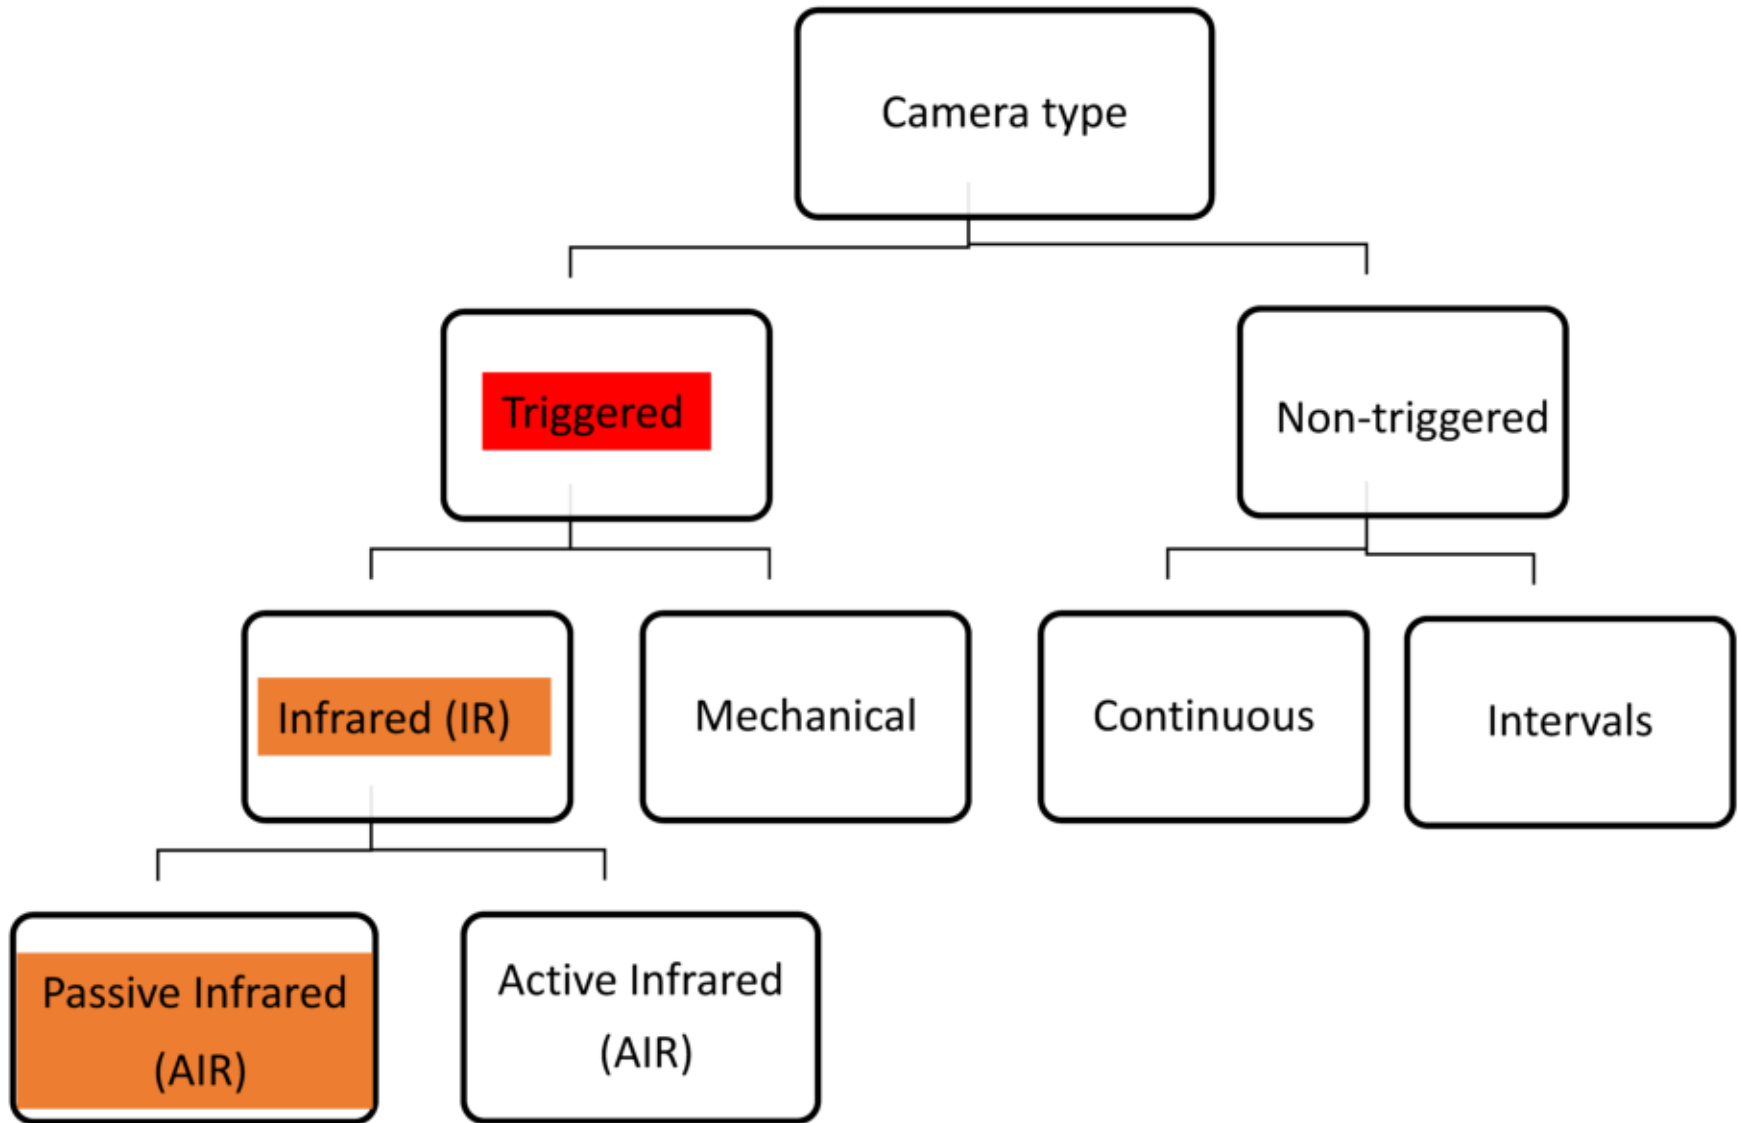 Camera type
Triggered
Non-triggered
Infrared (IR)
Mechanical
Continuous
Intervals
Passive Infrared
(AIR)
Active Infrared
(AIR)